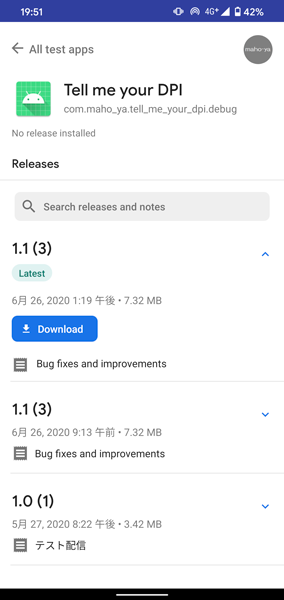 19:51
4G+
42%
All test apps
maho-ya
Tell me your DPI
com.maho_ya.tell_me_your_dpi.debug
No release installed
Releases
Search releases and notes
1.1 (3)
Latest
6月 26, 2020 1:19 午後 • 7.32 MB
Download
Bug fixes and improvements
1.1 (3)
6月 26, 2020 9:13 午前 • 7.32 MB
Bug fixes and improvements
1.0 (1)
5月 27, 2020 8:22 午後 • 3.42 MB
テスト配信